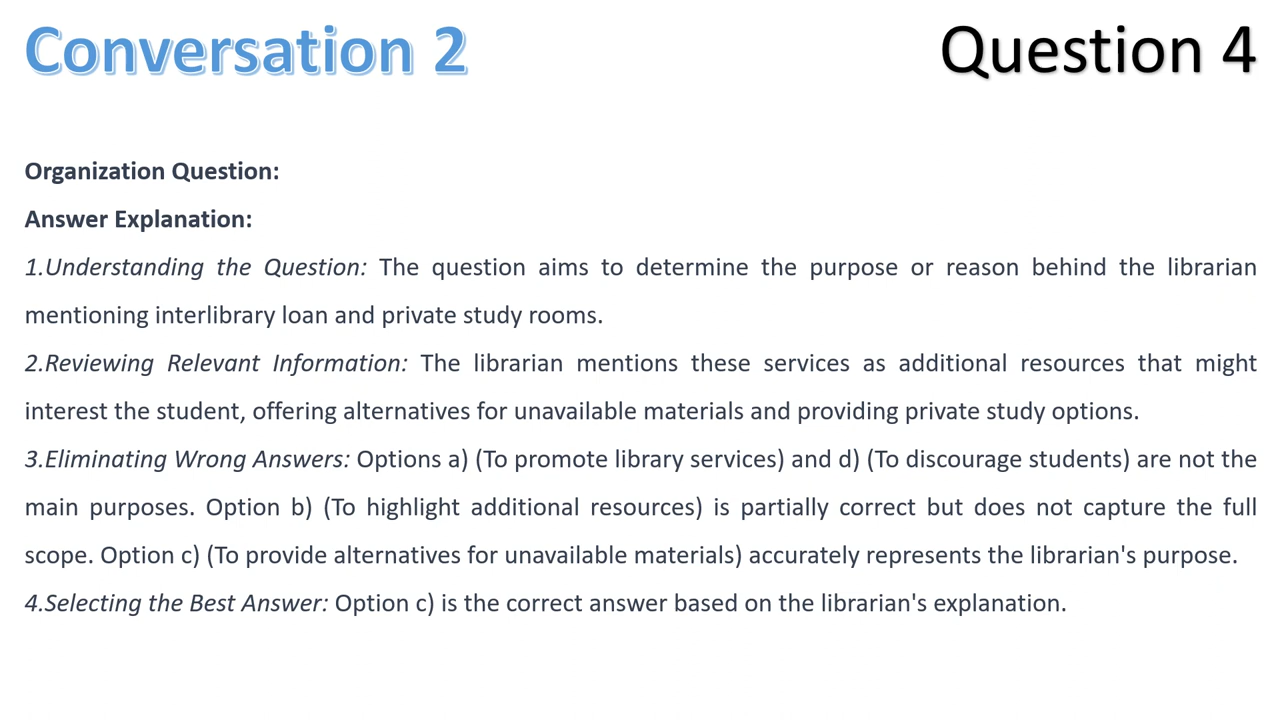 Conversation 2
Question 4
Organization Question:
Answer Explanation:
1.Understanding the Question: The question aims to determine the purpose or reason behind the librarian
mentioning interlibrary loan and private study rooms.
2.Reviewing Relevant Information: The librarian mentions these services as additional resources that might
interest the student, offering alternatives for unavailable materials and providing private study options.
3.Eliminating Wrong Answers: Options a) (To promote library services) and d) (To discourage students) are not the
main purposes. Option b) (To highlight additional resources) is partially correct but does not capture the full
scope. Option c) (To provide alternatives for unavailable materials) accurately represents the librarian's purpose.
4.Selecting the Best Answer: Option c) is the correct answer based on the librarian's explanation.